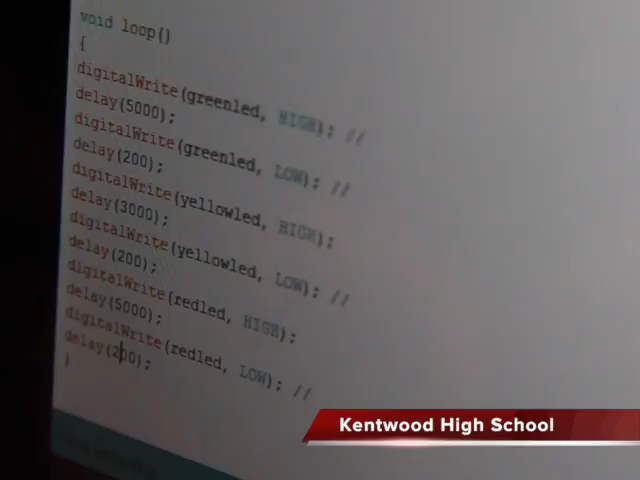 void loop()
{
digitalWrite(greenled, HIGH); //
delay(5000);
digitalWrite(greenled, LOW); //
delay(200);
digitalWrite(yellowled, HIGH);
delay(3000);
digitalWrite(yellowled, LOW); //
delay(200);
digitalWrite(redled, HIGH);
delay(5000);
digitalWrite(redled, LOW); //
delay(200);
}
Kentwood High School